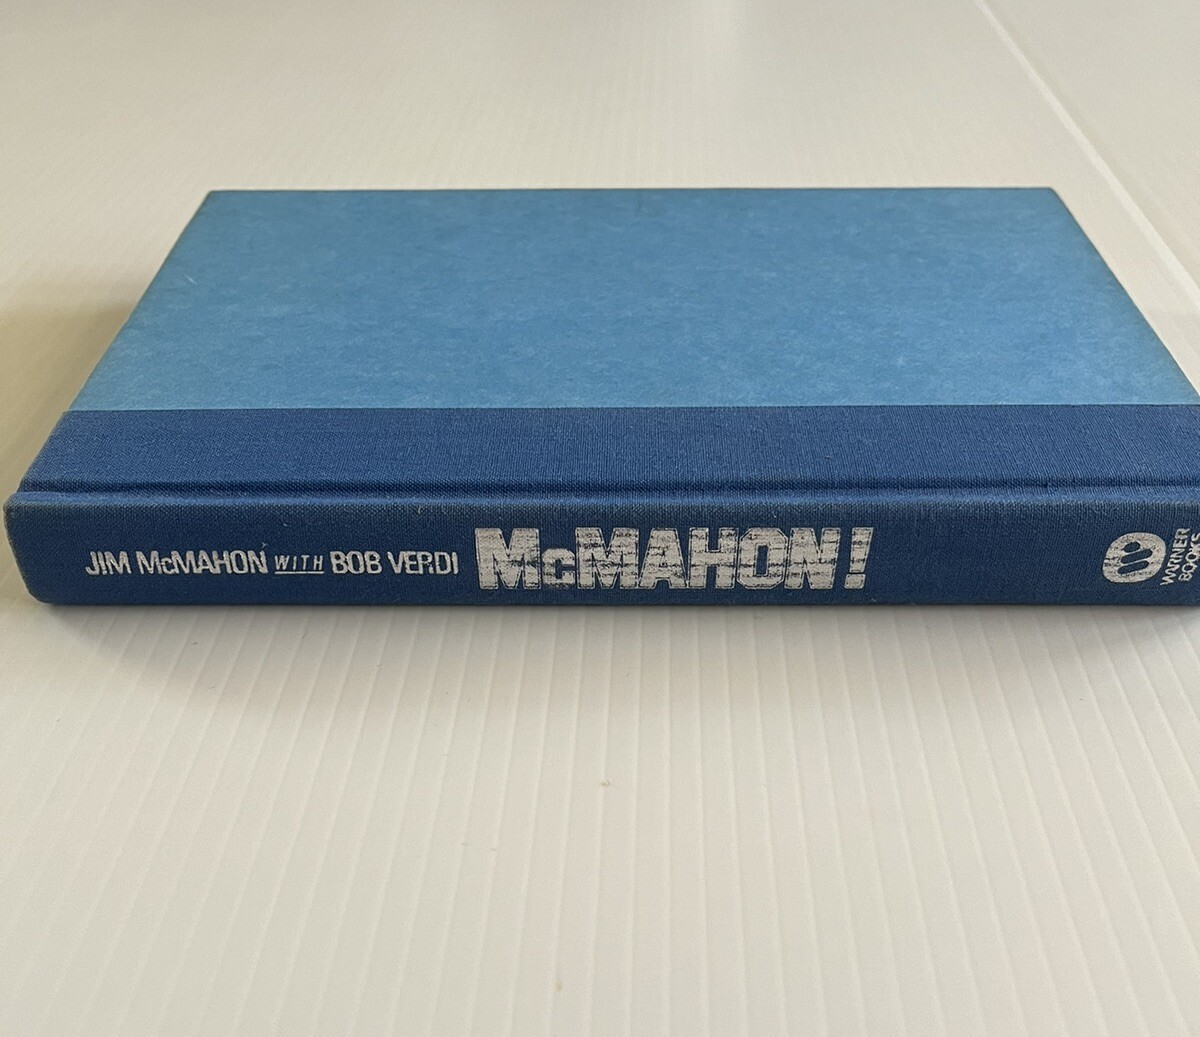 JIM McMAHON WITH BOB VERDI McMAHON!
WARNER
BOOKS